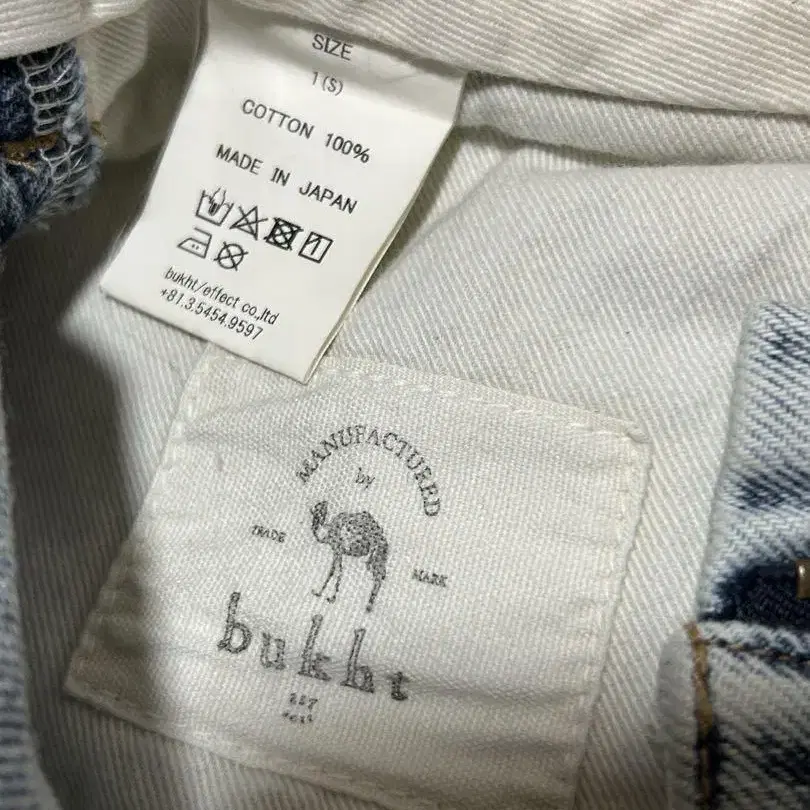 SIZE
1(S)
COTTON 100%
MADE IN JAPAN
bukht/effect co.,ltd
+81.3.5454.9597
MANUFACTURED
by
TRADE
MARK
bukht